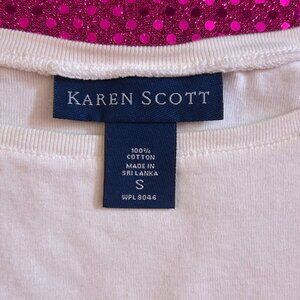 KAREN SCOTT
100%
COTTON
MADE IN
SRI LANKA
S
WPL 8046